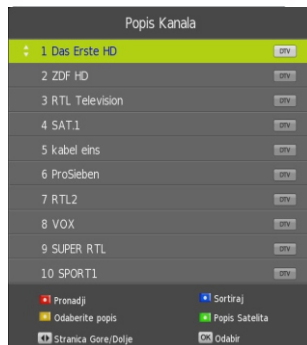 Popis Kanala
1 Das Erste HD DTV
2 ZDF HD DTV
3 RTL Television DTV
4 SAT.1 DTV
5 kabel eins DTV
6 ProSieben DTV
7 RTL2 DTV
8 VOX DTV
9 SUPER RTL DTV
10 SPORT1 DTV
Pronadji Sortiraj
Odaberite popis Popis Satelita
Stranica Gore/Dolje OK Odabir